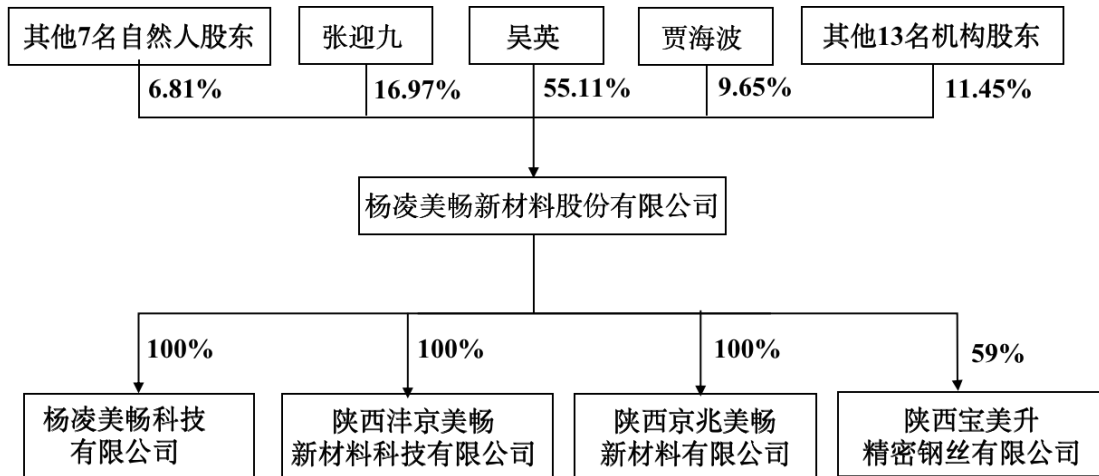 其他7名自然人股东
张迎九
吴英
贾海波
其他13名机构股东
6.81%
16.97%
55.11%
9.65%
11.45%
杨凌美畅新材料股份有限公司
100%
100%
100%
59%
杨凌美畅科技
有限公司
陕西沣京美畅
新材料科技有限公司
陕西京兆美畅
新材料有限公司
陕西宝美升
精密钢丝有限公司